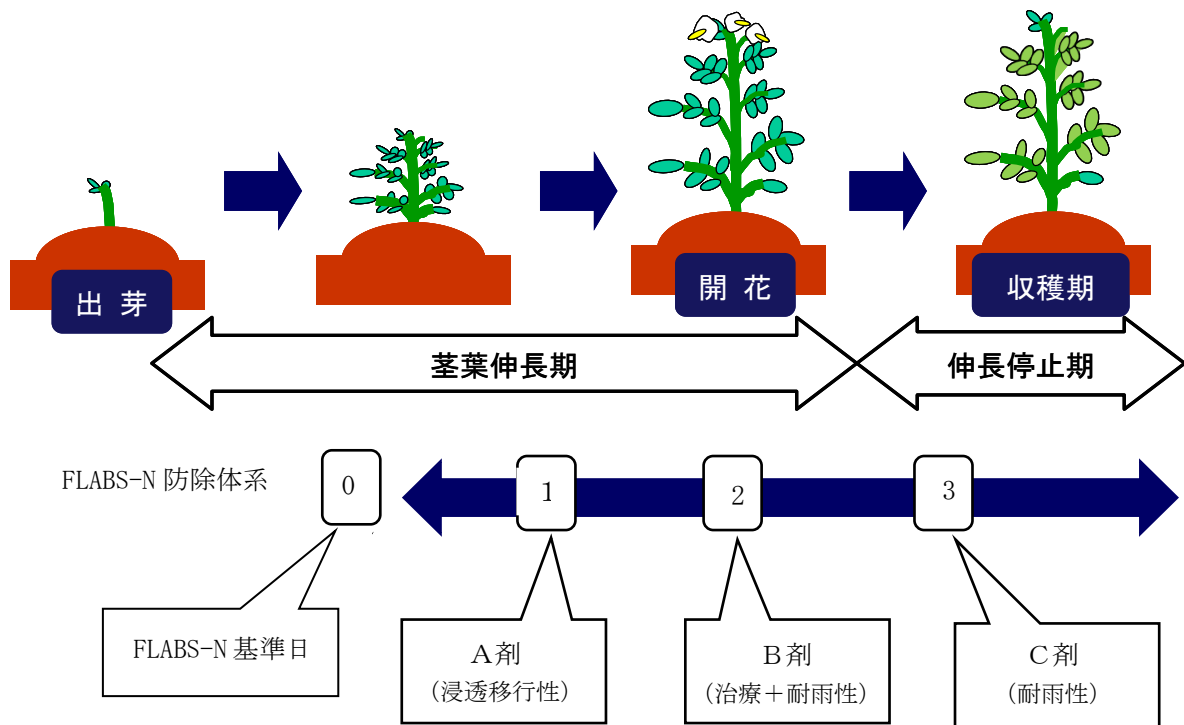 出 芽
開 花
収穫期
茎葉伸長期
伸長停止期
FLABS-N 防除体系
0
1
2
3
FLABS-N 基準日
A剤
(浸透移行性)
B剤
(治療＋耐雨性)
C剤
(耐雨性)